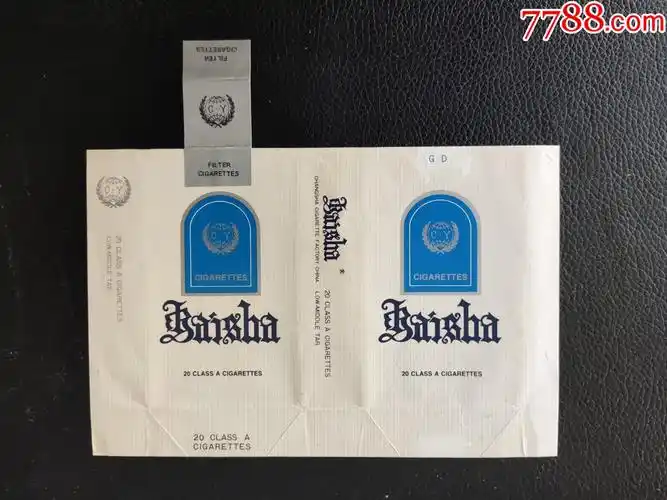 7788.com
FILTER
CIGARETTES
C Y
FILTER
CIGARETTES
G D
C Y
20 CLASS A CIGARETTES
LOW-MIDDLE TAR
C Y
CIGARETTES
Baisha
20 CLASS A CIGARETTES
20 CLASS A
CIGARETTES
Baisha *
CHANGSHA CIGARETTE FACTORY CHINA
20 CLASS A CIGARETTES
LOW-MIDDLE TAR
C Y
CIGARETTES
Baisha
20 CLASS A CIGARETTES